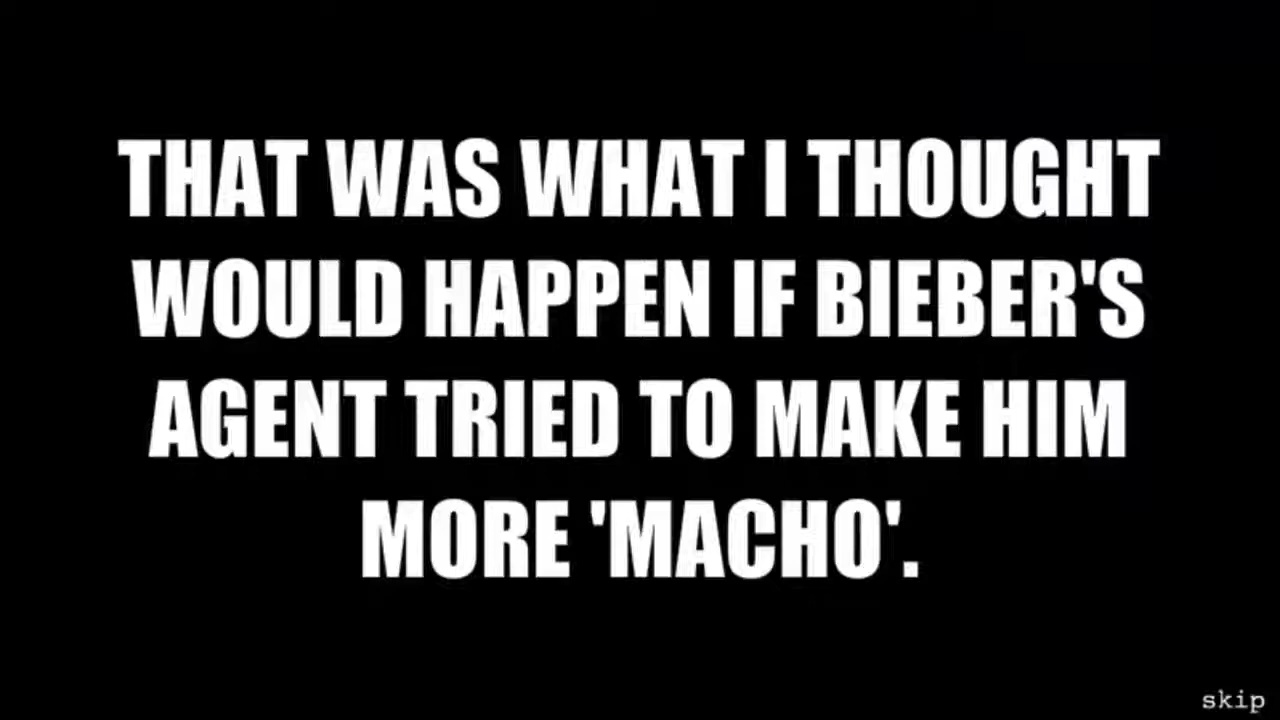 THAT WAS WHAT I THOUGHT
WOULD HAPPEN IF BIEBER'S
AGENT TRIED TO MAKE HIM
MORE 'MACHO'.
skip